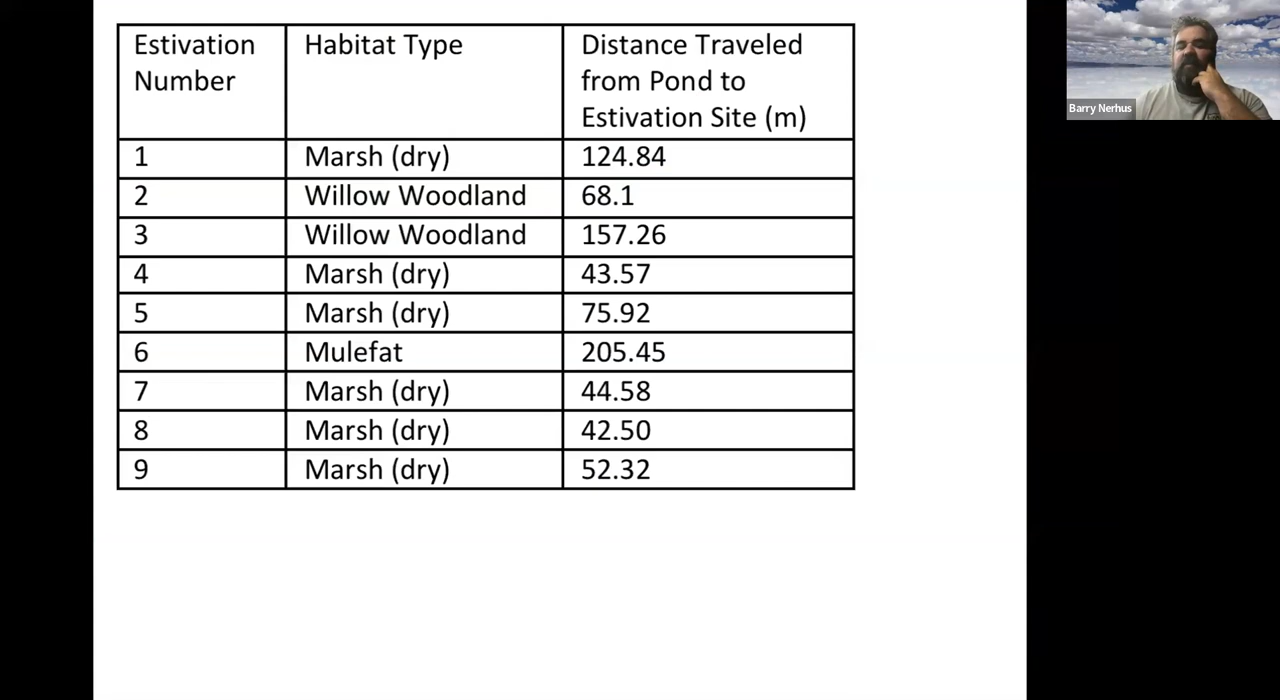 Estivation Number Habitat Type Distance Traveled from Pond to Estivation Site (m)
1 Marsh (dry) 124.84
2 Willow Woodland 68.1
3 Willow Woodland 157.26
4 Marsh (dry) 43.57
5 Marsh (dry) 75.92
6 Mulefat 205.45
7 Marsh (dry) 44.58
8 Marsh (dry) 42.50
9 Marsh (dry) 52.32
Barry Nerhus